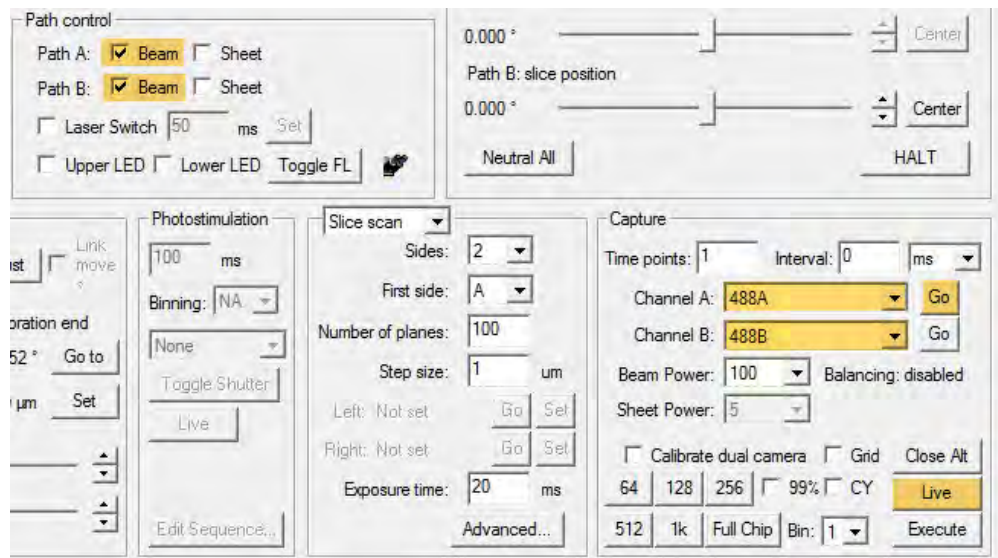 Path control
Path A: Beam Sheet
Path B: Beam Sheet
Laser Switch 50 ms Set
Upper LED Lower LED Toggle FL
0.000 ° Center
Path B: slice position
0.000 ° Center
Neutral All HALT
Link
move
s
oration end
52 ° Go to
µm Set
Photostimulation
100 ms
Binning: NA
None
Toggle Shutter
Live
Edit Sequence...
Slice scan
Sides: 2
First side: A
Number of planes: 100
Step size: 1 um
Left: Not set Go Set
Right: Not set Go Set
Exposure time: 20 ms
Advanced...
Capture
Time points: 1 Interval: 0 ms
Channel A: 488A Go
Channel B: 488B Go
Beam Power: 100 Balancing: disabled
Sheet Power: 5
Calibrate dual camera Grid Close Alt
64 128 256 99% CY Live
512 1k Full Chip Bin: 1 Execute